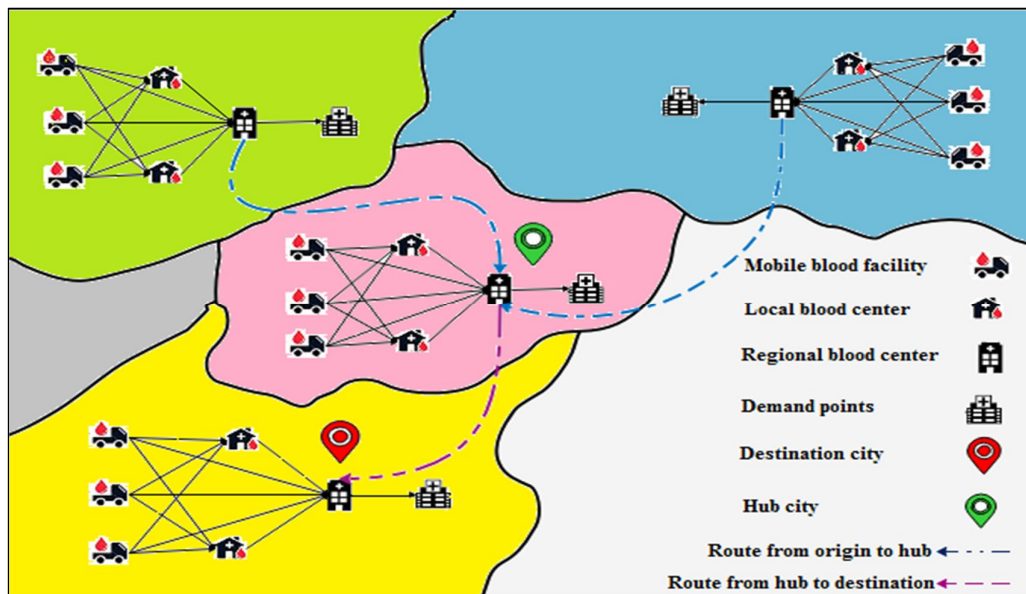 Mobile blood facility
Local blood center
Regional blood center
Demand points
Destination city
Hub city
Route from origin to hub
Route from hub to destination